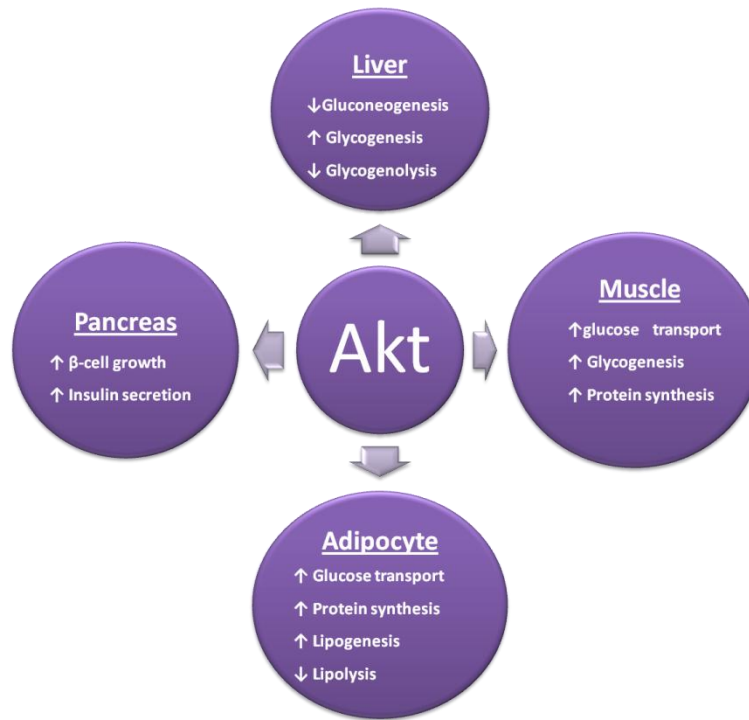 Liver
↓Gluconeogenesis
↑ Glycogenesis
↓ Glycogenolysis
Pancreas
↑ β-cell growth
↑ Insulin secretion
Akt
Muscle
↑glucose transport
↑ Glycogenesis
↑ Protein synthesis
Adipocyte
↑ Glucose transport
↑ Protein synthesis
↑ Lipogenesis
↓ Lipolysis